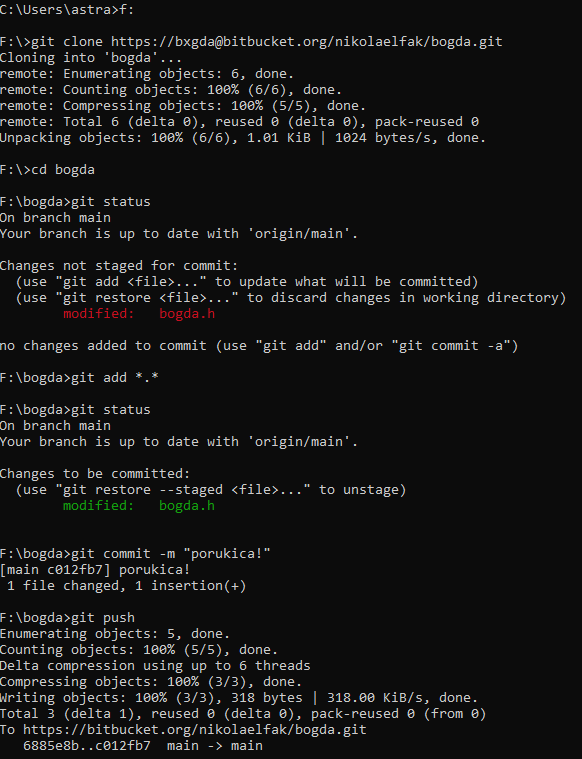 C:\Users\astra>f:
F:\>git clone https://bxgda@bitbucket.org/nikolaelfak/bogda.git
Cloning into 'bogda'...
remote: Enumerating objects: 6, done.
remote: Counting objects: 100% (6/6), done.
remote: Compressing objects: 100% (5/5), done.
remote: Total 6 (delta 0), reused 0 (delta 0), pack-reused 0
Unpacking objects: 100% (6/6), 1.01 KiB | 1024 bytes/s, done.
F:\>cd bogda
F:\bogda>git status
On branch main
Your branch is up to date with 'origin/main'.
Changes not staged for commit:
  (use "git add <file>..." to update what will be committed)
  (use "git restore <file>..." to discard changes in working directory)
        modified:   bogda.h
no changes added to commit (use "git add" and/or "git commit -a")
F:\bogda>git add *.*
F:\bogda>git status
On branch main
Your branch is up to date with 'origin/main'.
Changes to be committed:
  (use "git restore --staged <file>..." to unstage)
        modified:   bogda.h
F:\bogda>git commit -m "porukica!"
[main c012fb7] porukica!
 1 file changed, 1 insertion(+)
F:\bogda>git push
Enumerating objects: 5, done.
Counting objects: 100% (5/5), done.
Delta compression using up to 6 threads
Compressing objects: 100% (3/3), done.
Writing objects: 100% (3/3), 318 bytes | 318.00 KiB/s, done.
Total 3 (delta 1), reused 0 (delta 0), pack-reused 0 (from 0)
To https://bitbucket.org/nikolaelfak/bogda.git
   6885e8b..c012fb7  main -> main